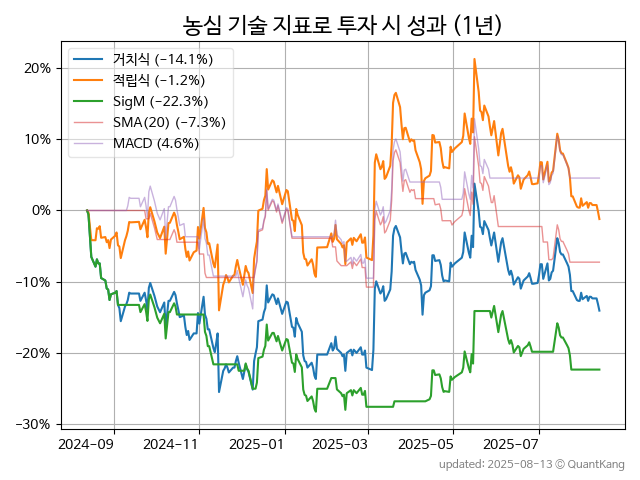 농심 기술 지표로 투자 시 성과 (1년)
거치식 (−14.1%)
적립식 (−1.2%)
SigM (−22.3%)
SMA(20) (−7.3%)
MACD (4.6%)
20%
10%
0%
−10%
−20%
−30%
2024-09 2024-11 2025-01 2025-03 2025-05 2025-07
updated: 2025-08-13 ⓒ QuantKang